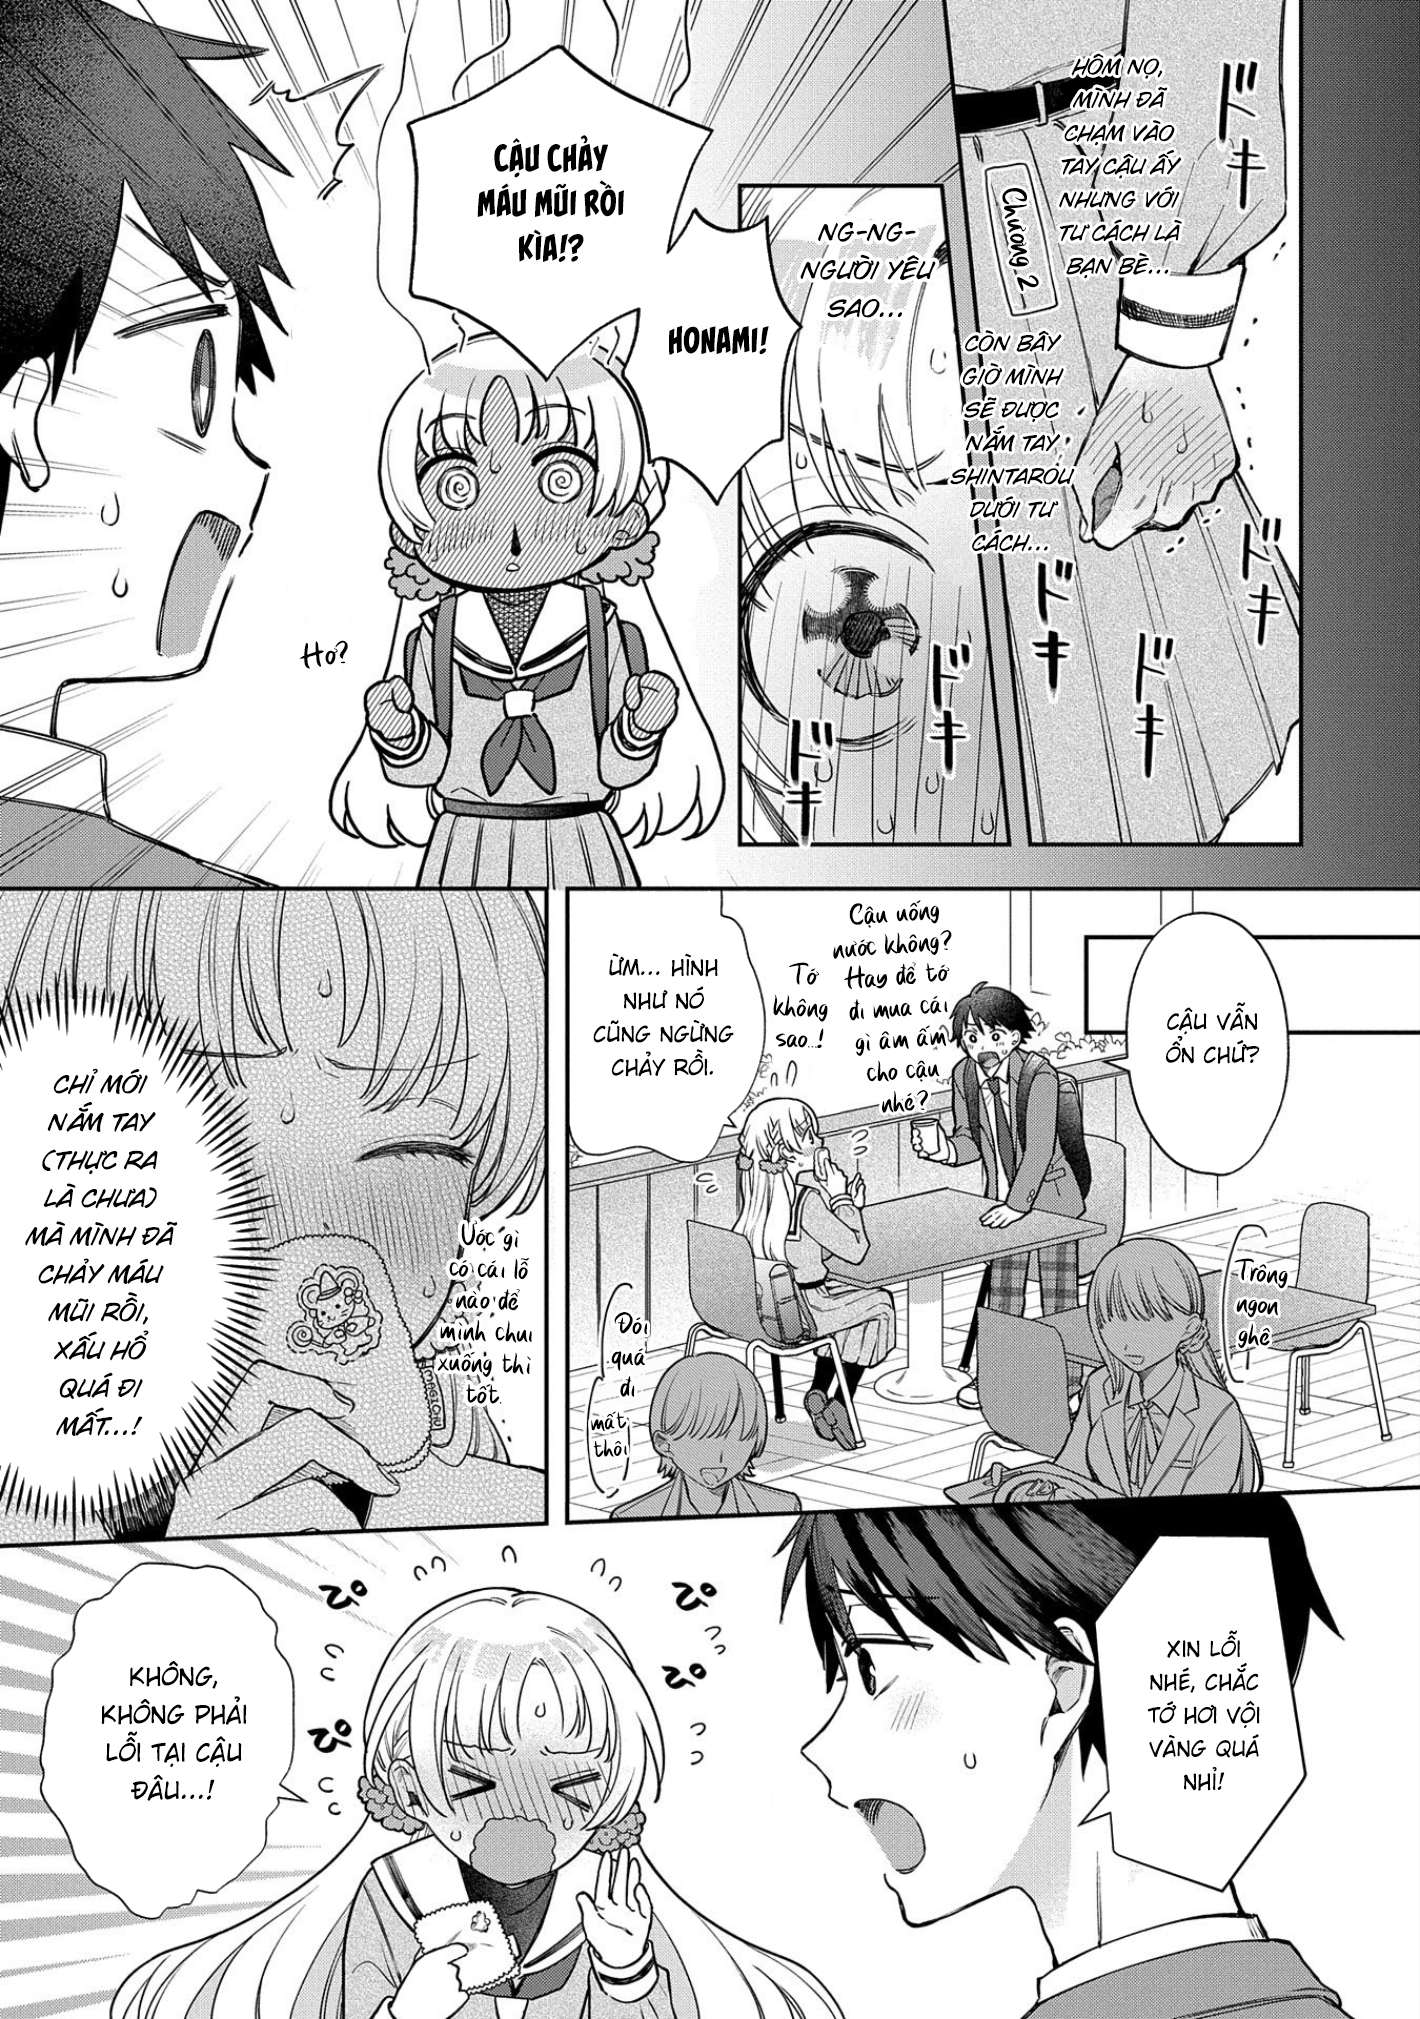 HÔM NỌ,
MÌNH ĐÃ
CHẠM VÀO
TAY CẬU ẤY
NHƯNG VỚI
TƯ CÁCH LÀ
BẠN BÈ...
Chương 2
CÒN BÂY
GIỜ MÌNH
SẼ ĐƯỢC
NẮM TAY
SHINTAROU
DƯỚI TƯ
CÁCH...
ドキ
ドキ
ドキ
ドキ
ドキ
NG-NG-
NGƯỜI YÊU
SAO...
HONAMI!
CẬU CHẢY
MÁU MŨI RỒI
KÌA!?
Hơ?
CẬU VẪN
ỔN CHỨ?
Cậu uống
nước không?
Hay để tớ
đi mua cái
gì âm ấm
cho cậu
nhé?
Tớ
không
sao...!
ỪM... HÌNH
NHƯ NÓ
CŨNG NGỪNG
CHẢY RỒI.
Trông
ngon
ghê
Đói
quá
đi
mất
thôi
CHỈ MỚI
NẮM TAY
(THỰC RA
LÀ CHƯA)
MÀ MÌNH ĐÃ
CHẢY MÁU
MŨI RỒI,
XẤU HỔ
QUÁ ĐI
MẤT...!
Ước gì
có cái lỗ
nào để
mình chui
xuống thì
tốt
XIN LỖI
NHÉ, CHẮC
TỚ HƠI VỘI
VÀNG QUÁ
NHỈ!
ぴぴ
ぴぴ
KHÔNG,
KHÔNG PHẢI
LỖI TẠI CẬU
ĐÂU...!